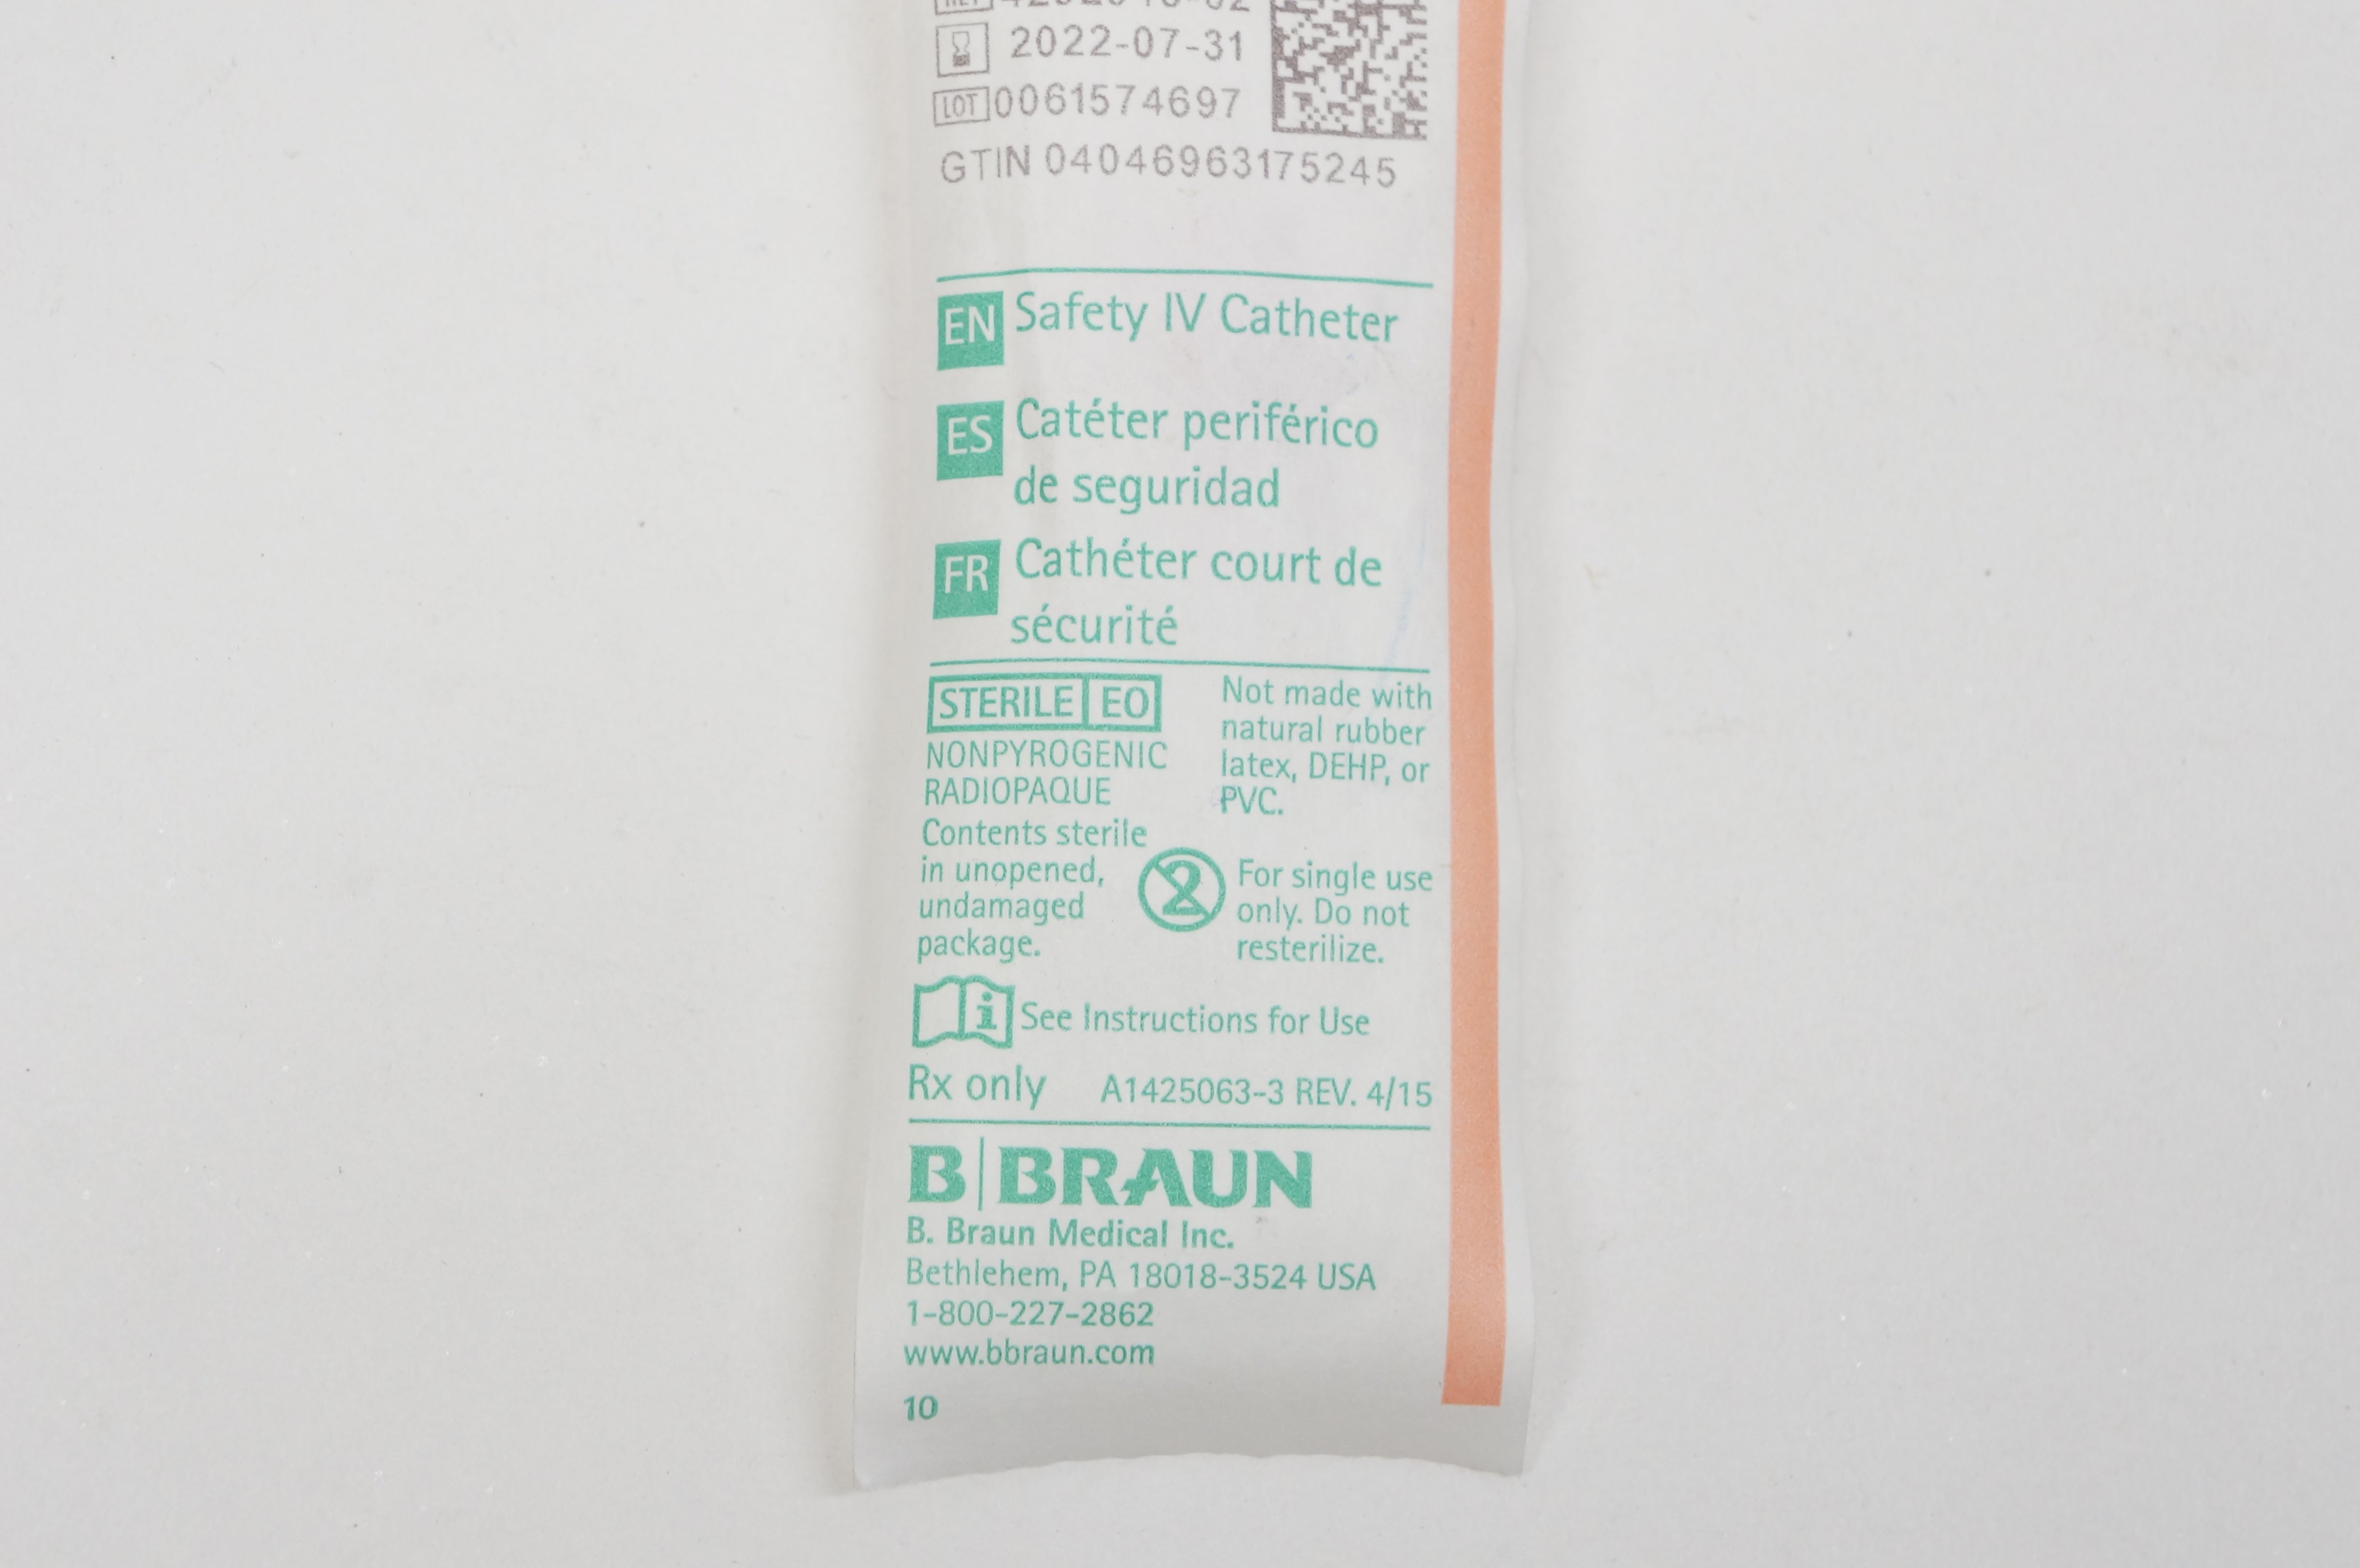 2022-07-31
LOT 0061574697
GTIN 04046963175245
EN Safety IV Catheter
ES Catéter periférico
de seguridad
FR Cathéter court de
sécurité
STERILE EO
NONPYROGENIC
RADIOPAQUE
Contents sterile
in unopened,
undamaged
package.
Not made with
natural rubber
latex, DEHP, or
PVC.
2 For single use
only. Do not
resterilize.
i See Instructions for Use
Rx only A1425063-3 REV. 4/15
B|BRAUN
B. Braun Medical Inc.
Bethlehem, PA 18018-3524 USA
1-800-227-2862
www.bbraun.com
10